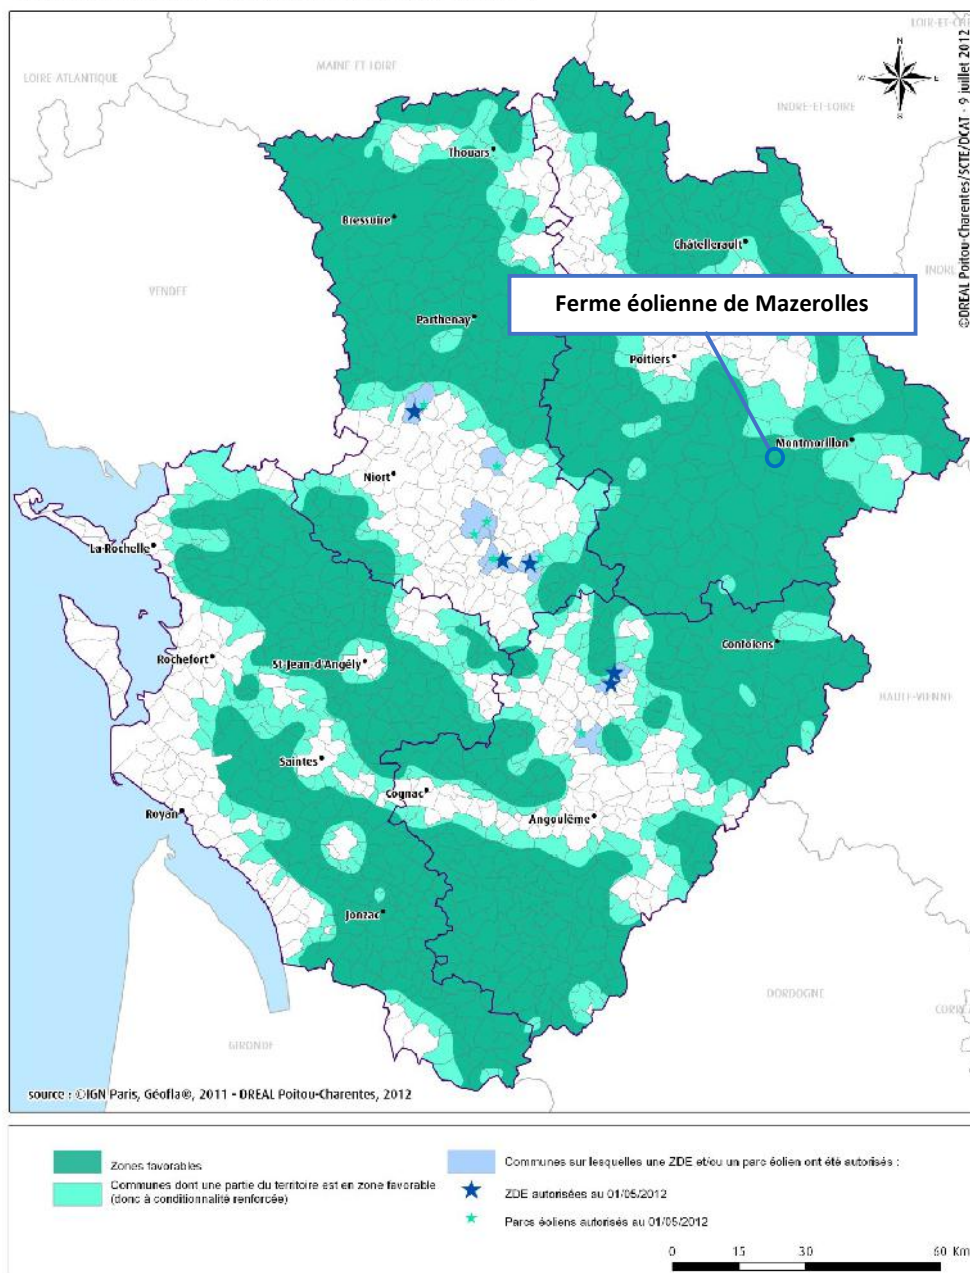 LOIR-ET-CHE
MAINE ET LOIRE
LOIRE-ATLANTIQUE
INDRE-ET-LOIRE
N
W
E
S
©DREAL Poitou-Charentes/SCTE/DCAT - 9 juillet 2012
Thouars
Bressuire
Châtellerault
INDRE
VENDEE
Ferme éolienne de Mazerolles
Parthenay
Poitiers
Montmorillon
Niort
La Rochelle
Confolens
Rochefort
St-Jean-d'Angély
HAUTE-VIENNE
Saintes
Cognac
Royan
Angoulême
Jonzac
DORDOGNE
CORRE
GIRONDE
source : ©IGN Paris, Géofla®, 2011 - DREAL Poitou-Charentes, 2012
Zones favorables
Communes dont une partie du territoire est en zone favorable
(donc à conditionnalité renforcée)
Communes sur lesquelles une ZDE et/ou un parc éolien ont été autorisés :
ZDE autorisées au 01/05/2012
Parcs éoliens autorisés au 01/05/2012
0 15 30 60 Km